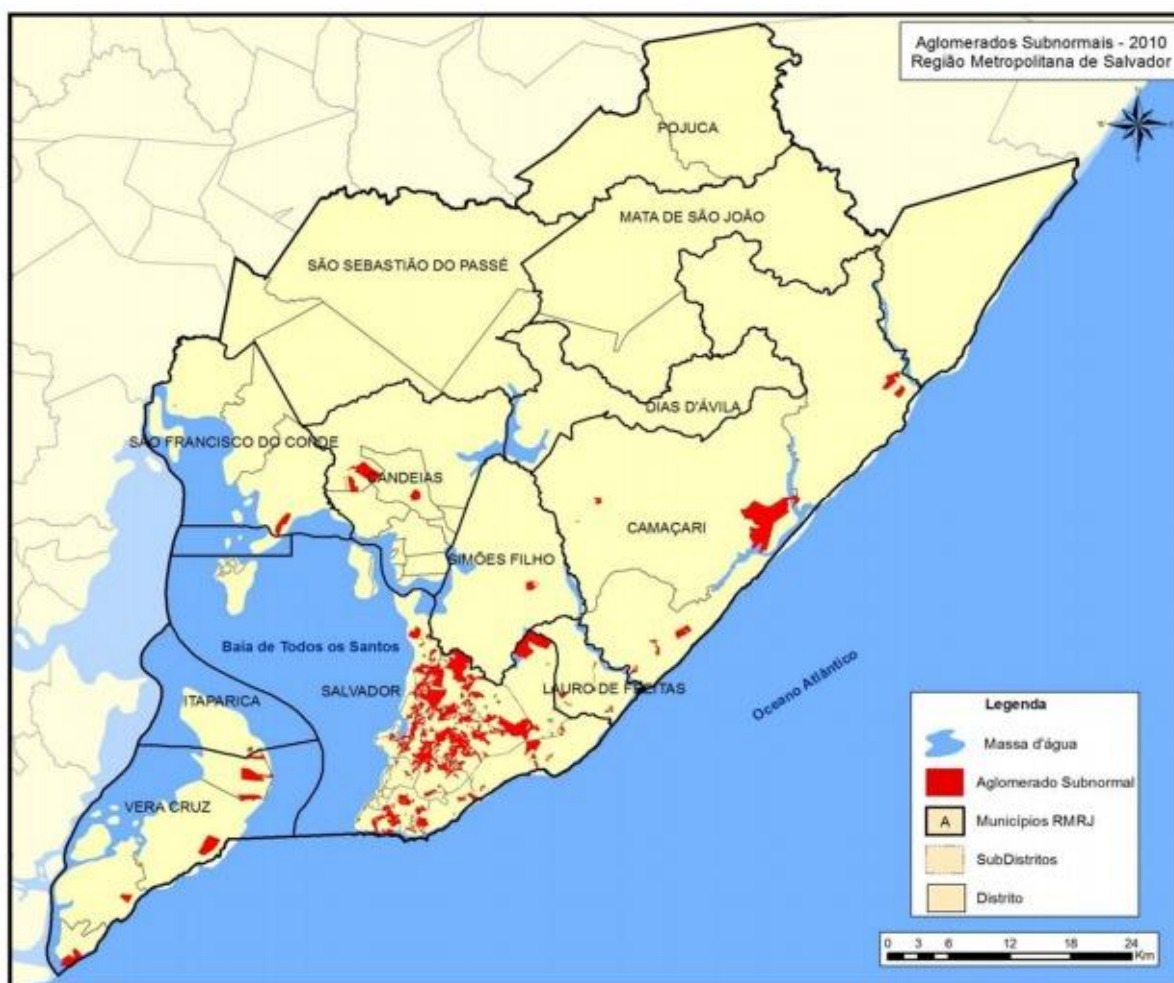 Aglomerados Subnormais - 2010
Região Metropolitana de Salvador
POJUCA
MATA DE SÃO JOÃO
SÃO SEBASTIÃO DO PASSÉ
DIAS D'ÁVILA
SÃO FRANCISCO DO CONDE
CANDEIAS
CAMAÇARI
SIMÕES FILHO
Baía de Todos os Santos
SALVADOR
LAURO DE FREITAS
ITAPARICA
VERA CRUZ
Oceano Atlântico
Legenda
Massa d'água
Aglomerado Subnormal
A Municípios RMRJ
SubDistritos
Distrito
0 3 6 12 18 24
Km